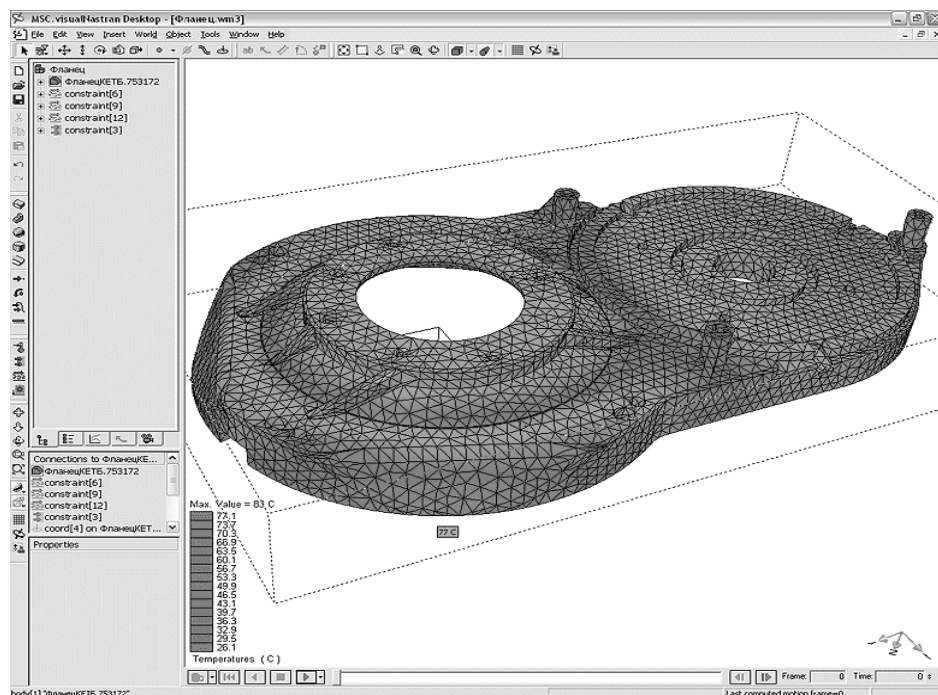 MSC.visualNastran Desktop - [Фланец.wm3]
File Edit View Insert World Object Tools Window Help
Фланец
ФланецКЕТБ.753172
constraint[6]
constraint[9]
constraint[12]
constraint[3]
Connections to ФланецКЕ...
ФланецКЕТБ.753172
constraint[6]
constraint[9]
constraint[12]
constraint[3]
coord[4] on ФланецКЕТ...
Properties
Max. Value = 83 C
77.1
73.7
70.3
66.9
63.5
60.1
56.7
53.3
49.9
46.5
43.1
39.7
36.3
32.9
29.5
26.1
Temperatures ( C )
77 C
Frame: 0 Time: 0 s
body[1] "ФланецКЕТБ.753172" Last computed motion frame=0